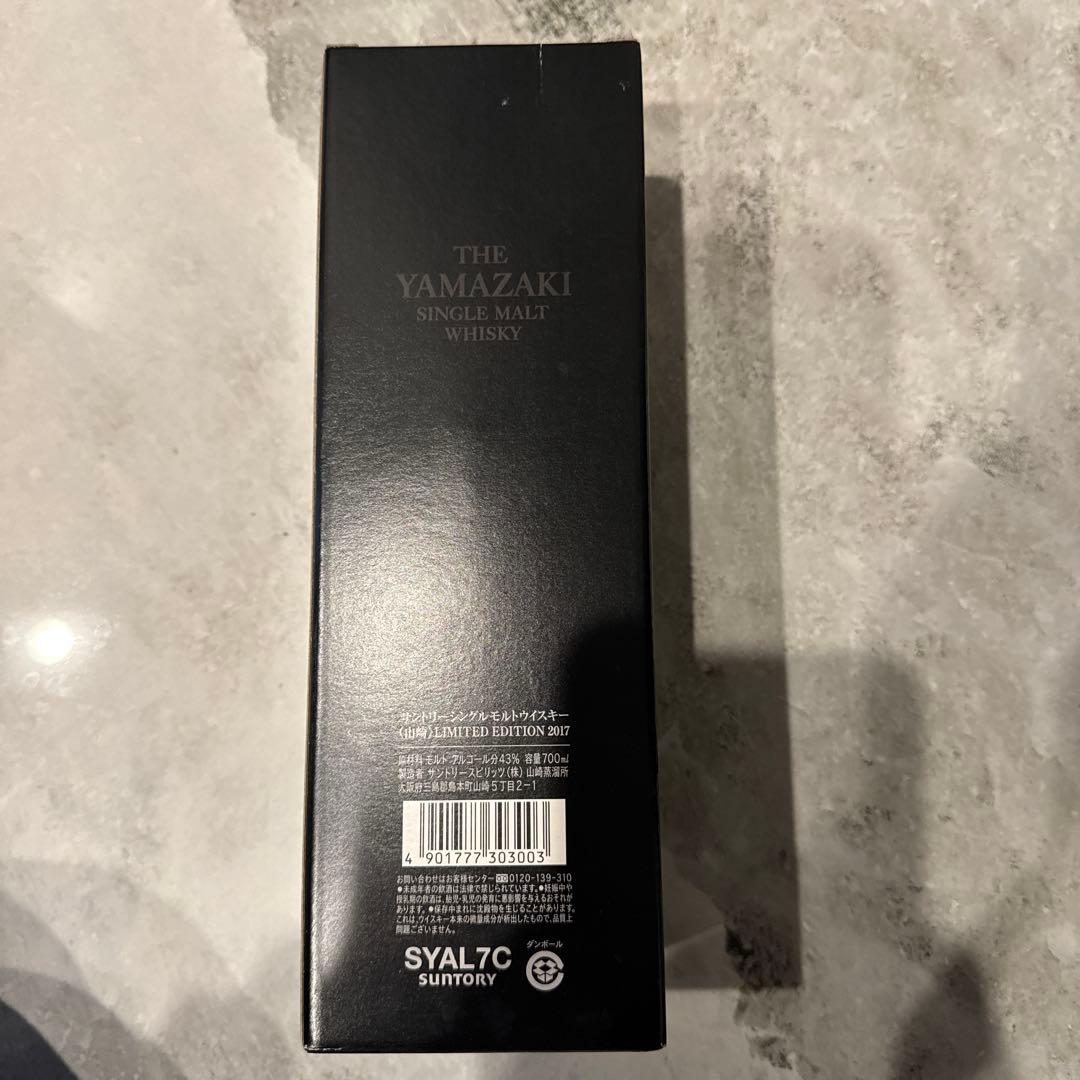 THE
YAMAZAKI
SINGLE MALT
WHISKY
サントリーシングルモルトウイスキー
〈山崎〉LIMITED EDITION 2017
原材料 モルト アルコール分43% 容量700ml
製造者 サントリースピリッツ(株) 山崎蒸溜所
大阪府三島郡島本町山崎5丁目2-1
4 901777 303003
お問い合わせはお客様センター 0120-139-310
●未成年者の飲酒は法律で禁じられています。●妊娠中や
授乳期の飲酒は、胎児・乳児の発育に悪影響を与えるおそれが
あります。●保存中まれに沈殿物を生じることがあります。
これは、ウイスキー本来の微量成分が析出したもので、品質上
問題ございません。
SYAL7C
SUNTORY
ダンボール